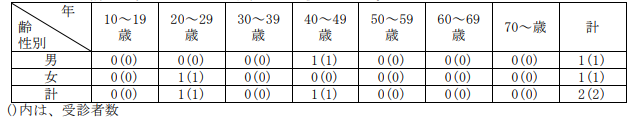 年齢
性別 10～19歳 20～29歳 30～39歳 40～49歳 50～59歳 60～69歳 70～歳 計
男 0(0) 0(0) 0(0) 1(1) 0(0) 0(0) 0(0) 1(1)
女 0(0) 1(1) 0(0) 0(0) 0(0) 0(0) 0(0) 1(1)
計 0(0) 1(1) 0(0) 1(1) 0(0) 0(0) 0(0) 2(2)
()内は、受診者数